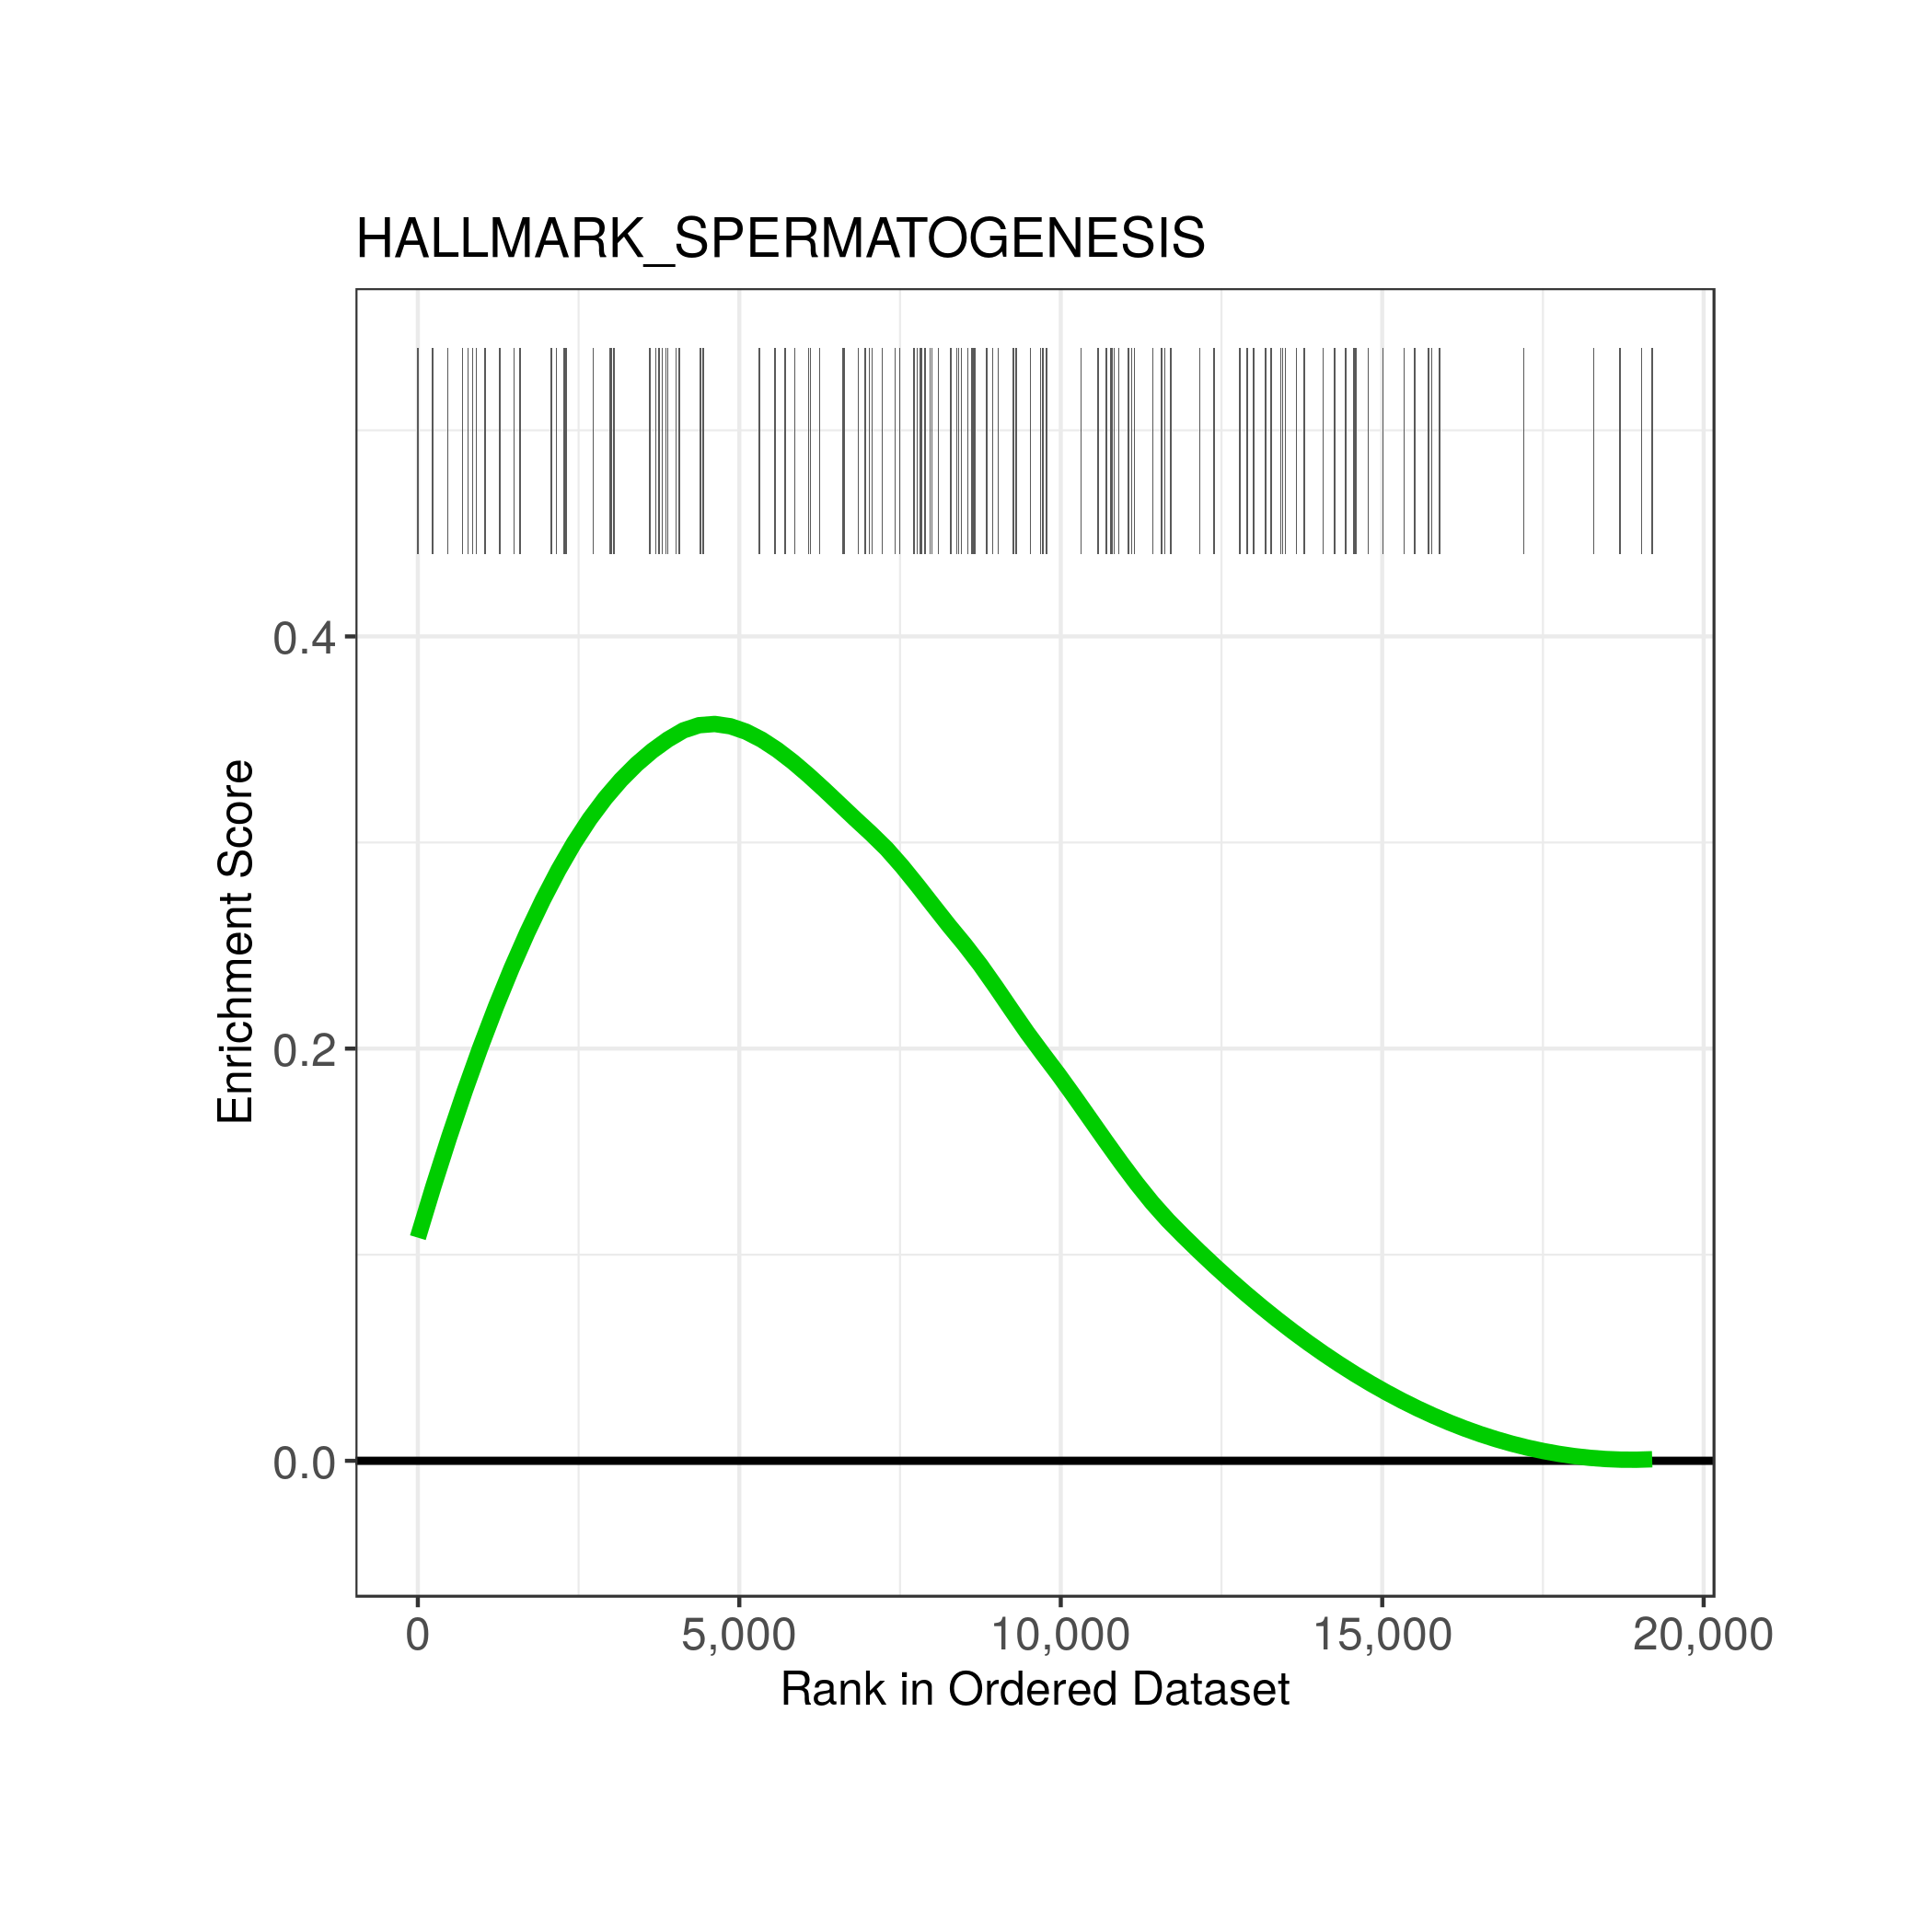 HALLMARK_SPERMATOGENESIS
Enrichment Score
0.4
0.2
0.0
0 5,000 10,000 15,000 20,000
Rank in Ordered Dataset